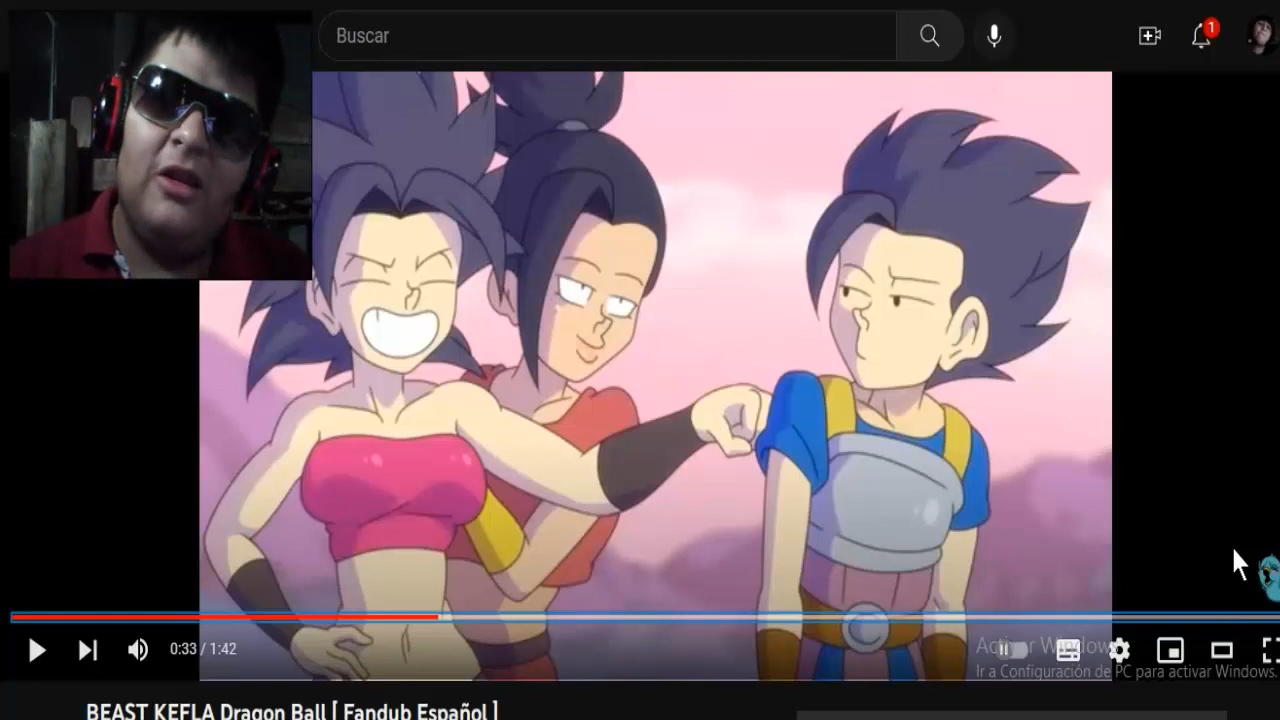 Buscar
1
0:33 / 1:42
Activar Windows
Ir a Configuración de PC para activar Windows.
BEAST KEFLA Dragon Ball [ Fandub Español ]